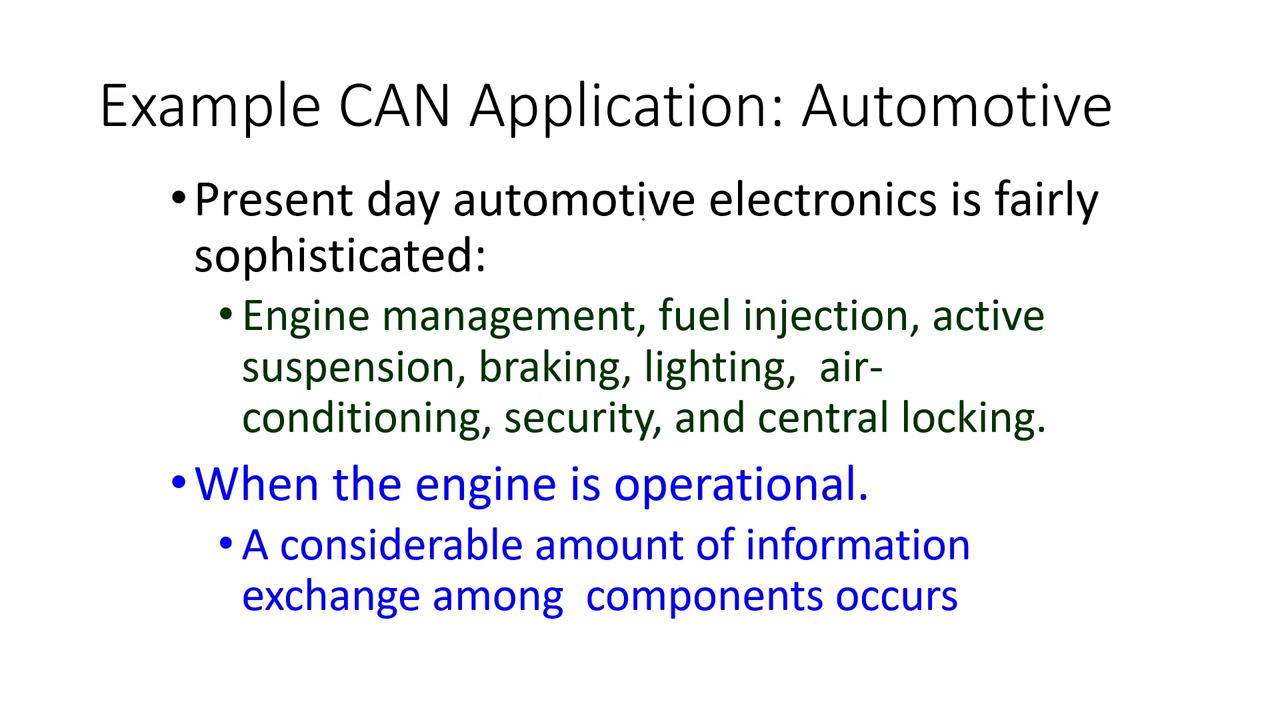 Example CAN Application: Automotive
•Present day automotive electronics is fairly
sophisticated:
•Engine management, fuel injection, active
suspension, braking, lighting,  air-
conditioning, security, and central locking.
•When the engine is operational.
•A considerable amount of information
exchange among  components occurs